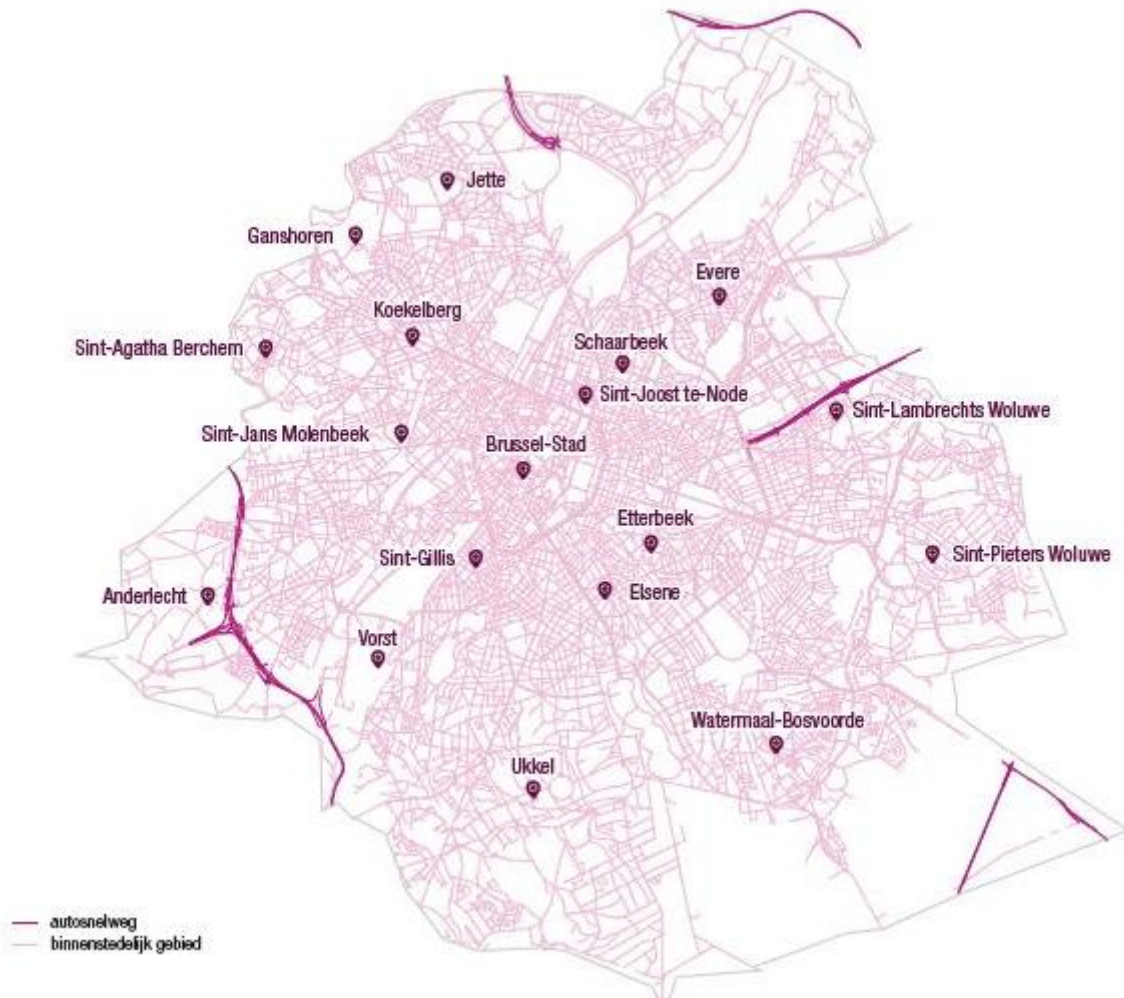 Jette
Ganshoren
Evere
Koekelberg
Schaarbeek
Sint-Agatha Berchem
Sint-Joost te-Node
Sint-Lambrechts Woluwe
Sint-Jans Molenbeek
Brussel-Stad
Etterbeek
Sint-Gillis
Sint-Pieters Woluwe
Anderlecht
Elsene
Vorst
Watermaal-Bosvoorde
Ukkel
autosnelweg
binnenstedelijk gebied